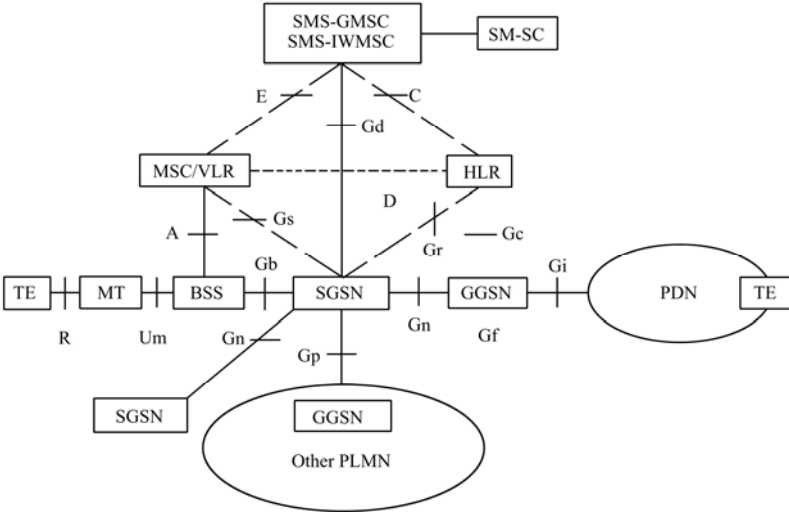 SMS-GMSC
SMS-IWMSC
SM-SC
E
C
Gd
MSC/VLR
HLR
D
A
Gs
Gr
Gc
Gb
Gi
TE
MT
BSS
SGSN
GGSN
PDN
TE
R
Um
Gn
Gp
Gn
Gf
SGSN
GGSN
Other PLMN